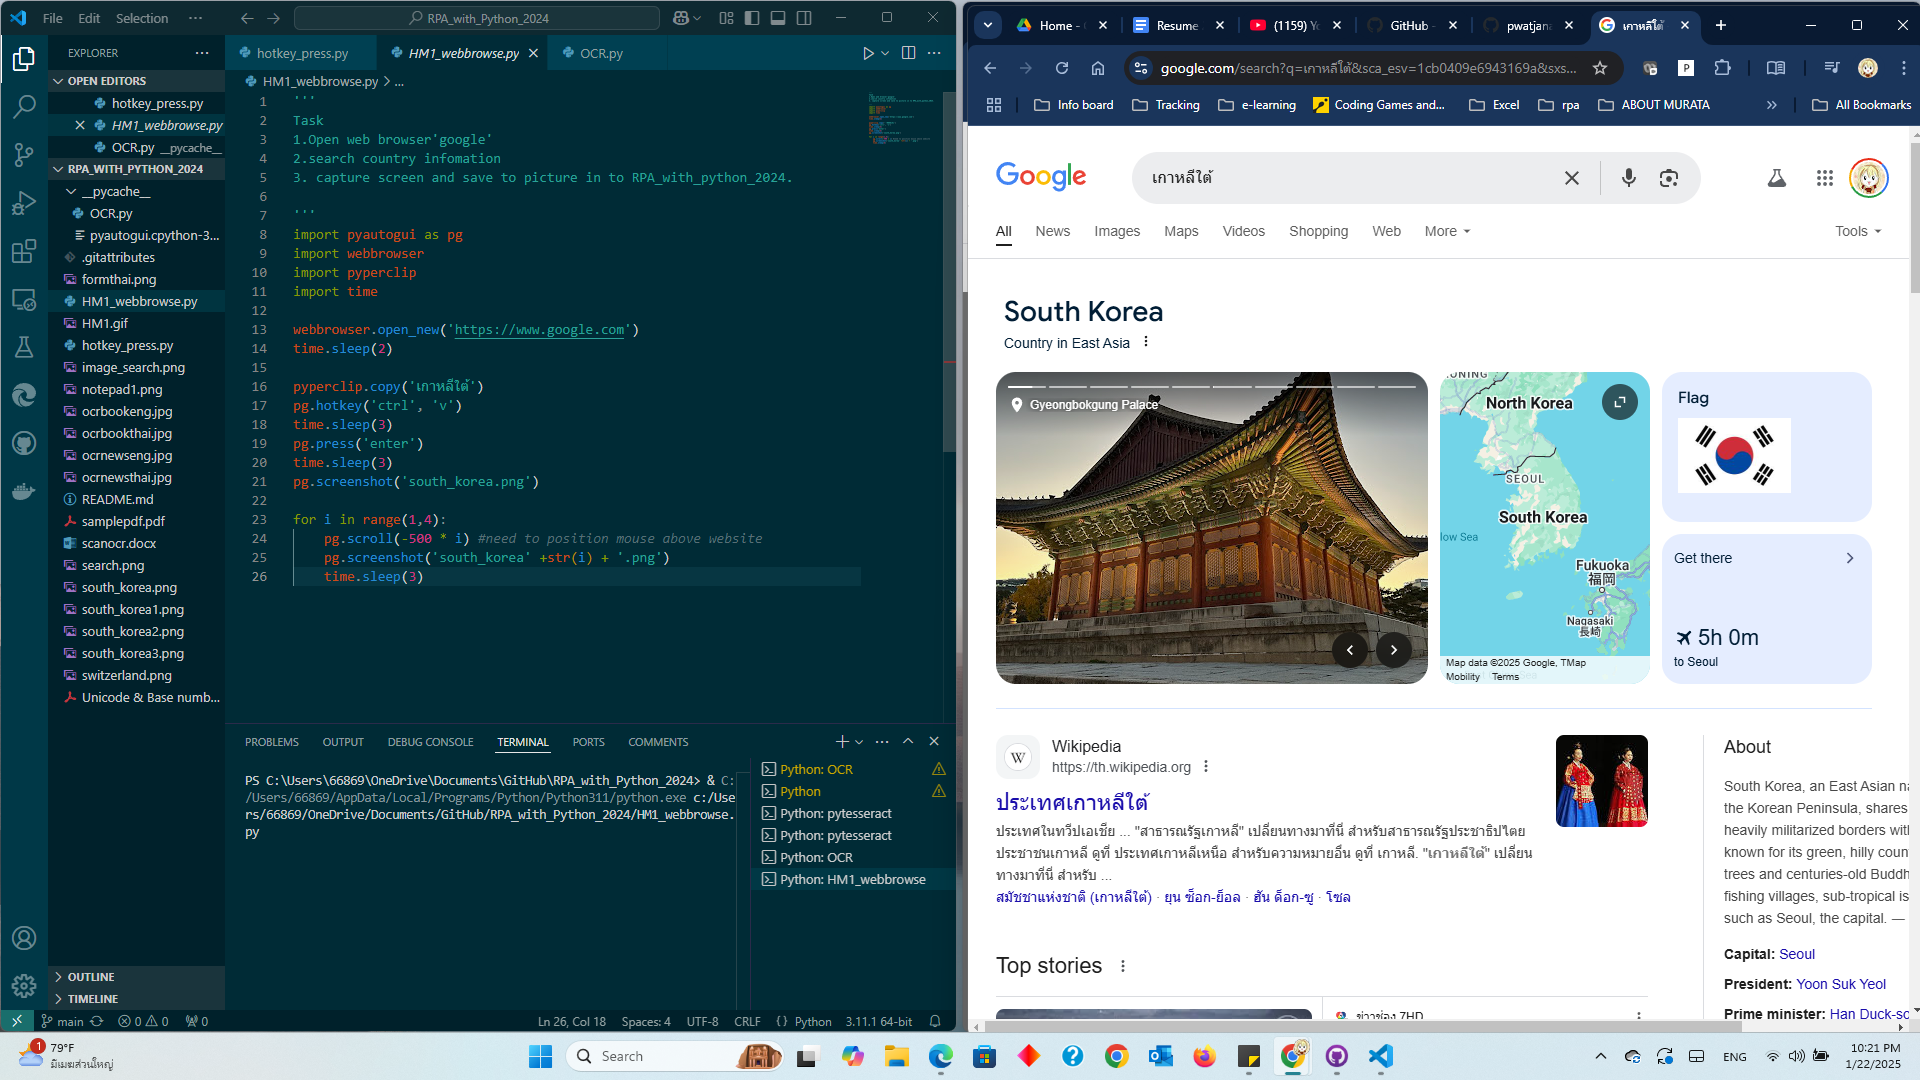 File Edit Selection ···
RPA_with_Python_2024
EXPLORER
OPEN EDITORS
hotkey_press.py
HM1_webbrowse.py
OCR.py __pycache__
RPA_WITH_PYTHON_2024
__pycache__
OCR.py
pyautogui.cpython-3...
.gitattributes
formthai.png
HM1_webbrowse.py
HM1.gif
hotkey_press.py
image_search.png
notepad1.png
ocrbookeng.jpg
ocrbookthai.jpg
ocrnewseng.jpg
ocrnewsthai.jpg
README.md
samplepdf.pdf
scanocr.docx
search.png
south_korea.png
south_korea1.png
south_korea2.png
south_korea3.png
switzerland.png
Unicode & Base numb...
OUTLINE
TIMELINE
hotkey_press.py HM1_webbrowse.py OCR.py
HM1_webbrowse.py > ...
1 '''
2 Task
3 1.Open web browser'google'
4 2.search country infomation
5 3. capture screen and save to picture in to RPA_with_python_2024.
6
7 '''
8 import pyautogui as pg
9 import webbrowser
10 import pyperclip
11 import time
12
13 webbrowser.open_new('https://www.google.com')
14 time.sleep(2)
15
16 pyperclip.copy('เกาหลีใต้')
17 pg.hotkey('ctrl', 'v')
18 time.sleep(3)
19 pg.press('enter')
20 time.sleep(3)
21 pg.screenshot('south_korea.png')
22
23 for i in range(1,4):
24 pg.scroll(-500 * i) #need to position mouse above website
25 pg.screenshot('south_korea' +str(i) + '.png')
26 time.sleep(3)
PROBLEMS OUTPUT DEBUG CONSOLE TERMINAL PORTS COMMENTS
PS C:\Users\66869\OneDrive\Documents\GitHub\RPA_with_Python_2024> & C:
/Users/66869/AppData/Local/Programs/Python/Python311/python.exe c:/Use
rs/66869/OneDrive/Documents/GitHub/RPA_with_Python_2024/HM1_webbrowse.
py
Python: OCR
Python
Python: pytesseract
Python: pytesseract
Python: OCR
Python: HM1_webbrowse
main 0 0 0 Ln 26, Col 18 Spaces: 4 UTF-8 CRLF {} Python 3.11.1 64-bit
Home - Resume (1159) GitHub - pwatjana เกาหลีใต้
google.com/search?q=เกาหลีใต้&sca_esv=1cb0409e6943169a&sxs...
Info board Tracking e-learning Coding Games and... Excel rpa ABOUT MURATA » All Bookmarks
Google
เกาหลีใต้
All News Images Maps Videos Shopping Web More Tools
South Korea
Country in East Asia
Gyeongbokgung Palace
North Korea
SEOUL
South Korea
low Sea
Fukuoka
福岡
Nagasaki
長崎
Map data ©2025 Google, TMap
Mobility Terms
Flag
Get there
5h 0m
to Seoul
W
Wikipedia
https://th.wikipedia.org
ประเทศเกาหลีใต้
ประเทศในทวีปเอเชีย ... "สาธารณรัฐเกาหลี" เปลี่ยนทางมาที่นี่ สำหรับสาธารณรัฐประชาธิปไตย
ประชาชนเกาหลี ดูที่ ประเทศเกาหลีเหนือ สำหรับความหมายอื่น ดูที่ เกาหลี. "เกาหลีใต้" เปลี่ยน
ทางมาที่นี่ สำหรับ ...
สมัชชาแห่งชาติ (เกาหลีใต้) · ยุน ซ็อก-ย็อล · ฮัน ด็อก-ซู · โซล
Top stories
ข่าวช่อง 7HD
About
South Korea, an East Asian na
the Korean Peninsula, shares
heavily militarized borders with
known for its green, hilly coun
trees and centuries-old Buddh
fishing villages, sub-tropical is
such as Seoul, the capital. —
Capital: Seoul
President: Yoon Suk Yeol
Prime minister: Han Duck-so
1
79°F
มีเมฆส่วนใหญ่
Search
ENG
10:21 PM
1/22/2025